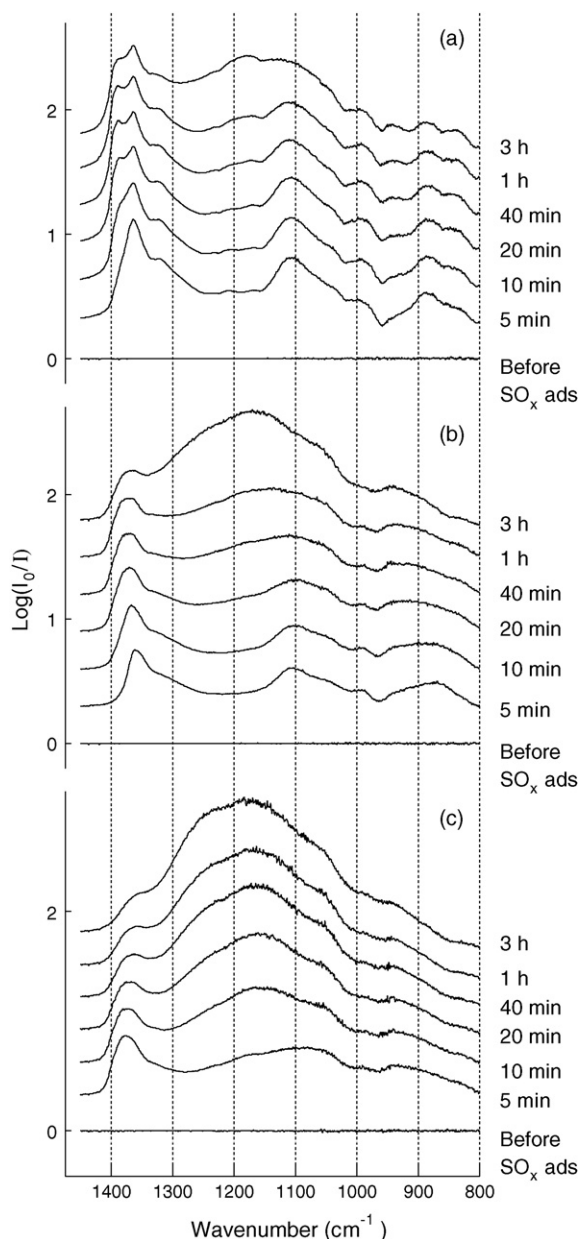 (a)
2
3 h
1 h
40 min
1
20 min
10 min
5 min
0
Before
SOₓ ads
(b)
2
3 h
1 h
40 min
1
20 min
10 min
5 min
0
Before
SOₓ ads
Log(I₀/I)
(c)
2
3 h
1 h
40 min
20 min
10 min
5 min
0
Before
SOₓ ads
1400 1300 1200 1100 1000 900 800
Wavenumber (cm⁻¹)